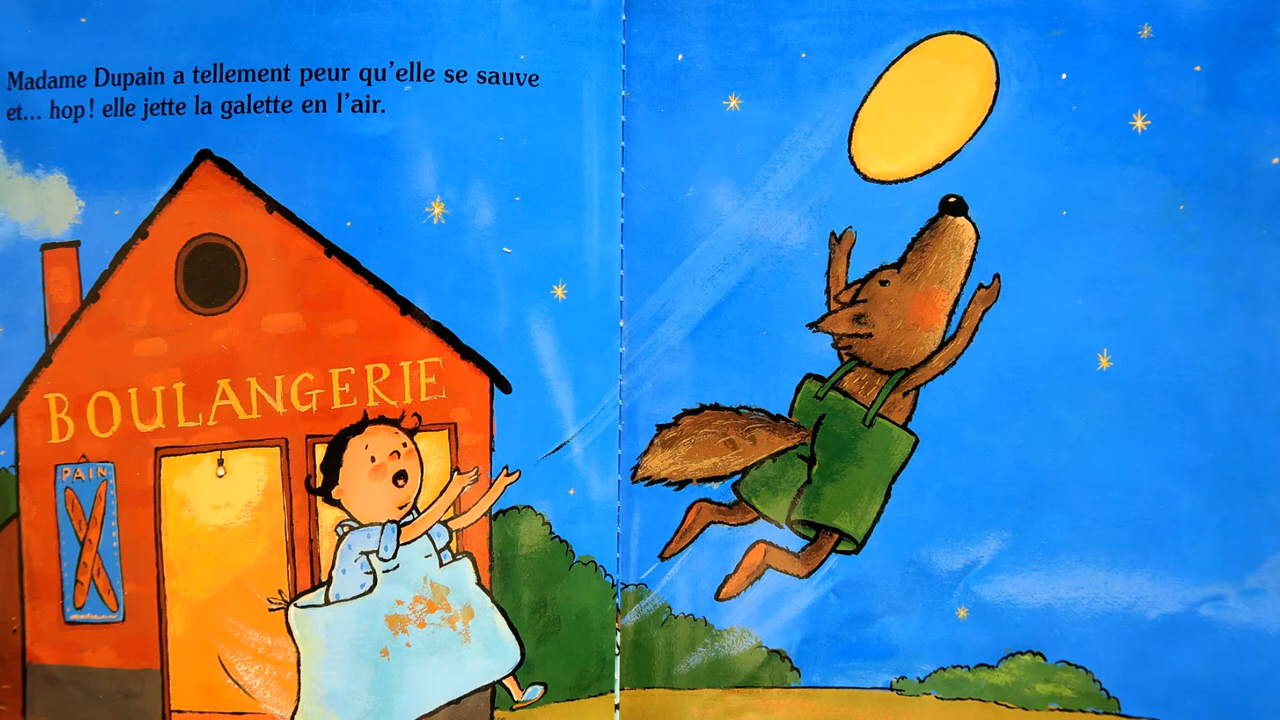 Madame Dupain a tellement peur qu'elle se sauve
et... hop! elle jette la galette en l'air.
BOULANGERIE
PAIN